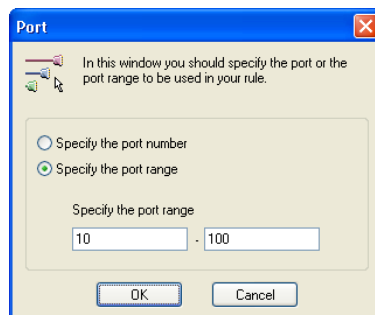 Port
In this window you should specify the port or the
port range to be used in your rule.
Specify the port number
Specify the port range
Specify the port range
10 - 100
OK Cancel